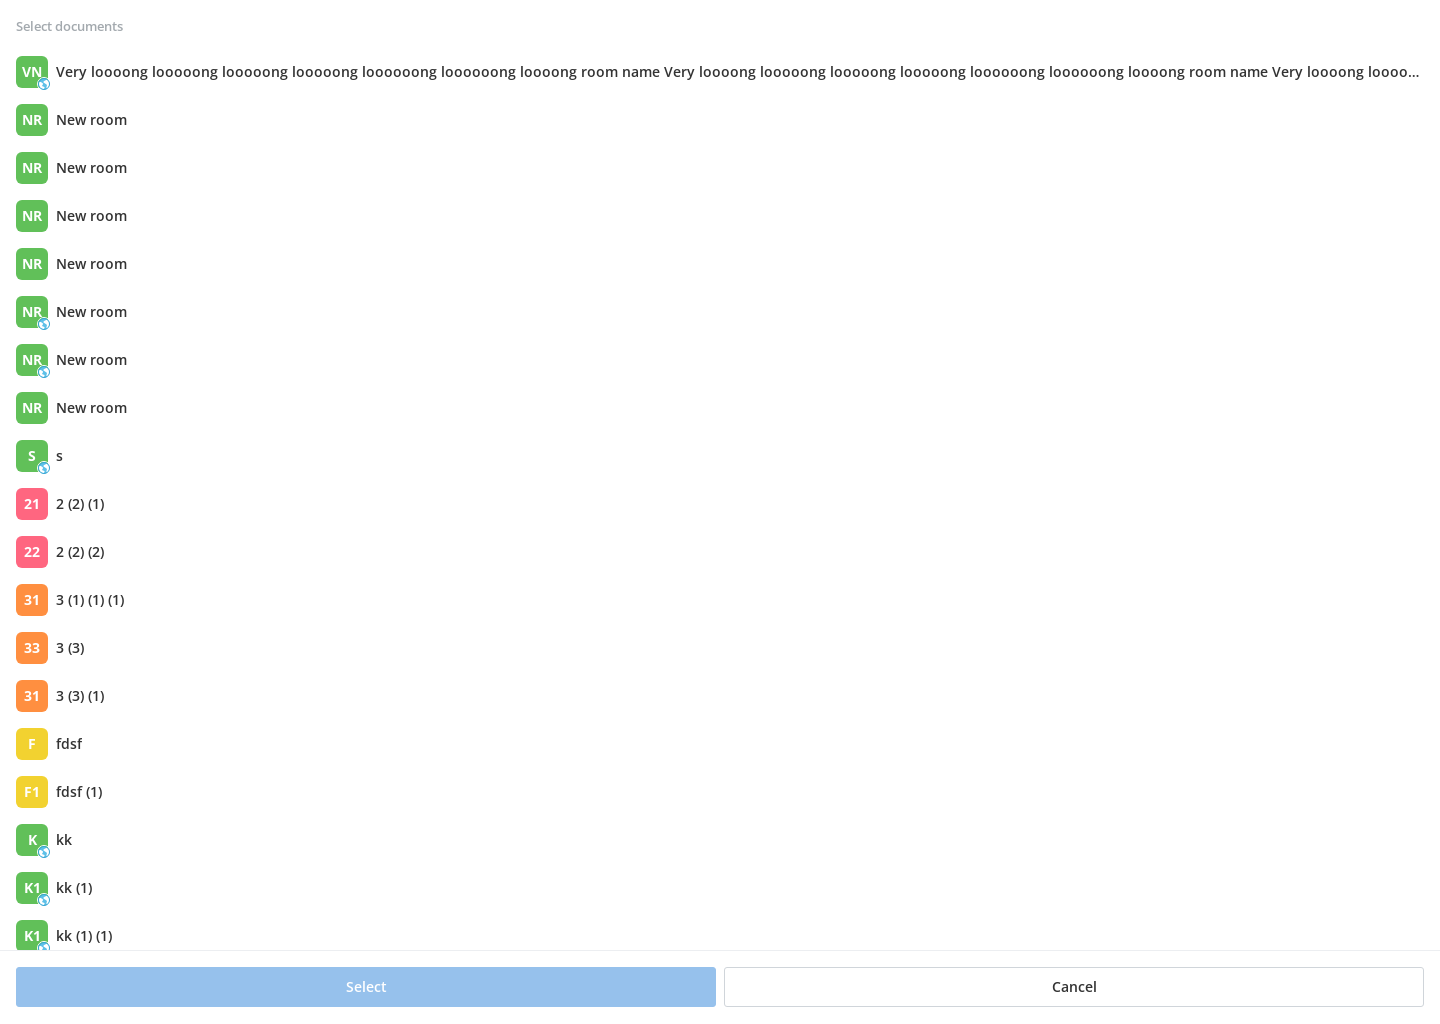 Select documents
VN Very loooong looooong looooong looooong loooooong loooooong loooong room name Very loooong looooong looooong looooong loooooong loooooong loooong room name Very loooong loooo...
NR New room
NR New room
NR New room
NR New room
NR New room
NR New room
NR New room
S s
21 2 (2) (1)
22 2 (2) (2)
31 3 (1) (1) (1)
33 3 (3)
31 3 (3) (1)
F fdsf
F1 fdsf (1)
K kk
K1 kk (1)
K1 kk (1) (1)
Select Cancel